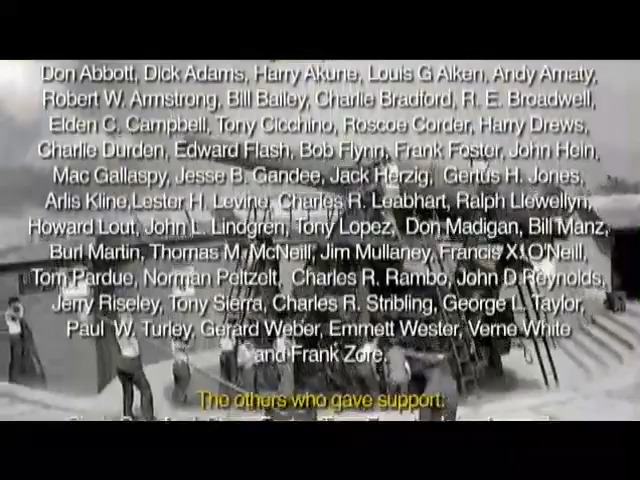 Don Abbott, Dick Adams, Harry Akune, Louis G Aiken, Andy Amaty,
Robert W. Armstrong, Bill Bailey, Charlie Bradford, R. E. Broadwell,
Elden C. Campbell, Tony Cicchino, Roscoe Corder, Harry Drews,
Charlie Durden, Edward Flash, Bob Flynn, Frank Foster, John Hein,
Mac Gallaspy, Jesse B. Gandee, Jack Herzig, Gertus H. Jones,
Arlis Kline,Lester H. Levine, Charles R. Leabhart, Ralph Llewellyn,
Howard Lout, John L. Lindgren, Tony Lopez, Don Madigan, Bill Manz,
Burl Martin, Thomas M. McNeill, Jim Mullaney, Francis X. O'Neill,
Tom Pardue, Norman Peltzelt, Charles R. Rambo, John D Reynolds,
Jerry Riseley, Tony Sierra, Charles R. Stribling, George L. Taylor,
Paul W. Turley, Gerard Weber, Emmett Wester, Verne White
and Frank Zore.
The others who gave support: